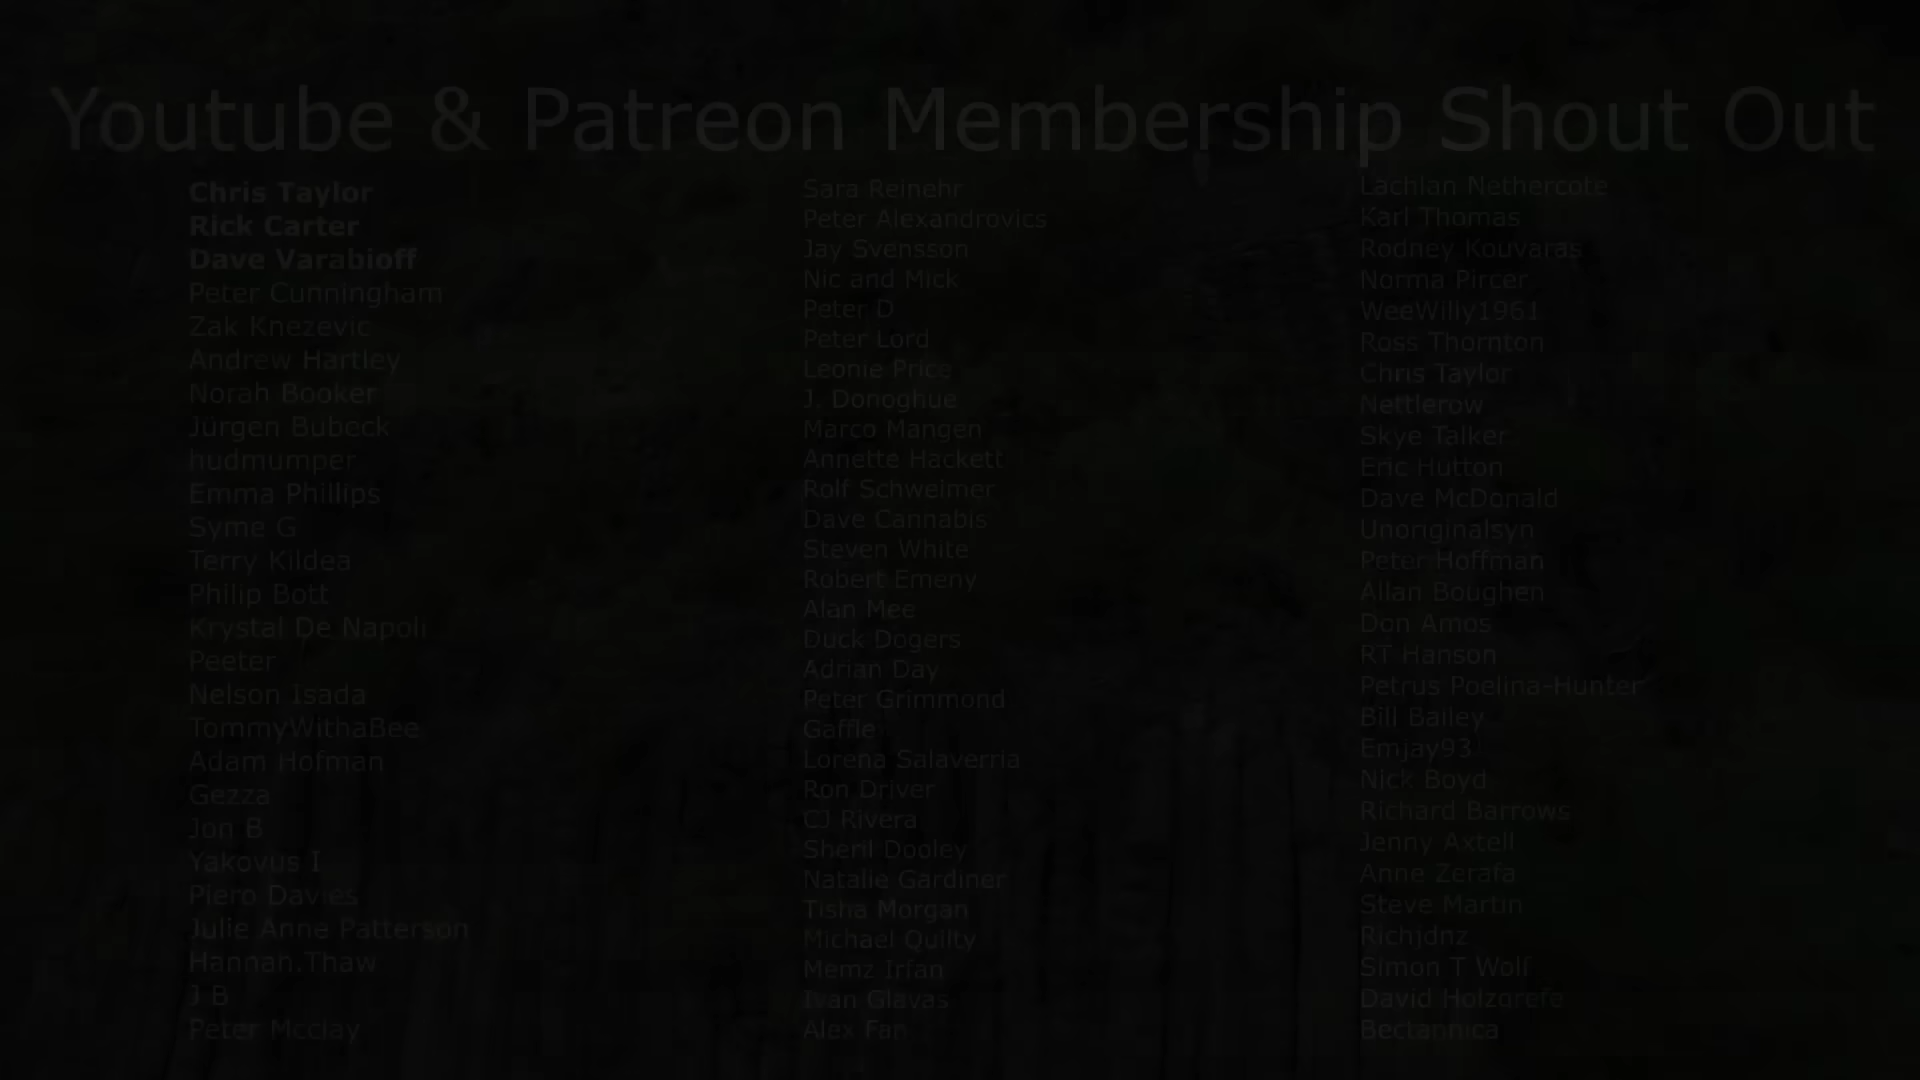 Youtube & Patreon Membership Shout Out
Chris Taylor
Rick Carter
Dave Varabioff
Peter Cunningham
Zak Knezevic
Andrew Hartley
Norah Booker
Jürgen Bubeck
hudmumper
Emma Phillips
Syme G
Terry Kildea
Philip Bott
Krystal De Napoli
Peeter
Nelson Isada
TommyWithaBee
Adam Hofman
Gezza
Jon B
Yakovus I
Piero Davies
Julie Anne Patterson
Hannah.Thaw
J B
Peter Mcclay
Sara Reinehr
Peter Alexandrovics
Jay Svensson
Nic and Mick
Peter D
Peter Lord
Leonie Price
J. Donoghue
Marco Mangen
Annette Hackett
Rolf Schweimer
Dave Cannabis
Steven White
Robert Emeny
Alan Mee
Duck Dogers
Adrian Day
Peter Grimmond
Gaffle
Lorena Salaverria
Ron Driver
CJ Rivera
Sheril Dooley
Natalie Gardiner
Tisha Morgan
Michael Quilty
Memz Irfan
Ivan Glavas
Alex Fan
Lachlan Nethercote
Karl Thomas
Rodney Kouvaras
Norma Pircer
WeeWilly1961
Ross Thornton
Chris Taylor
Nettlerow
Skye Talker
Eric Hutton
Dave McDonald
Unoriginalsyn
Peter Hoffman
Allan Boughen
Don Amos
RT Hanson
Petrus Poelina-Hunter
Bill Bailey
Emjay93
Nick Boyd
Richard Barrows
Jenny Axtell
Anne Zerafa
Steve Martin
Richjdnz
Simon T Wolf
David Holzgrefe
Bectannica